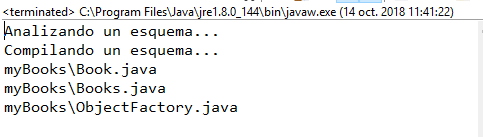 <terminated> C:\Program Files\Java\jre1.8.0_144\bin\javaw.exe (14 oct. 2018 11:41:22)
Analizando un esquema...
Compilando un esquema...
myBooks\Book.java
myBooks\Books.java
myBooks\ObjectFactory.java